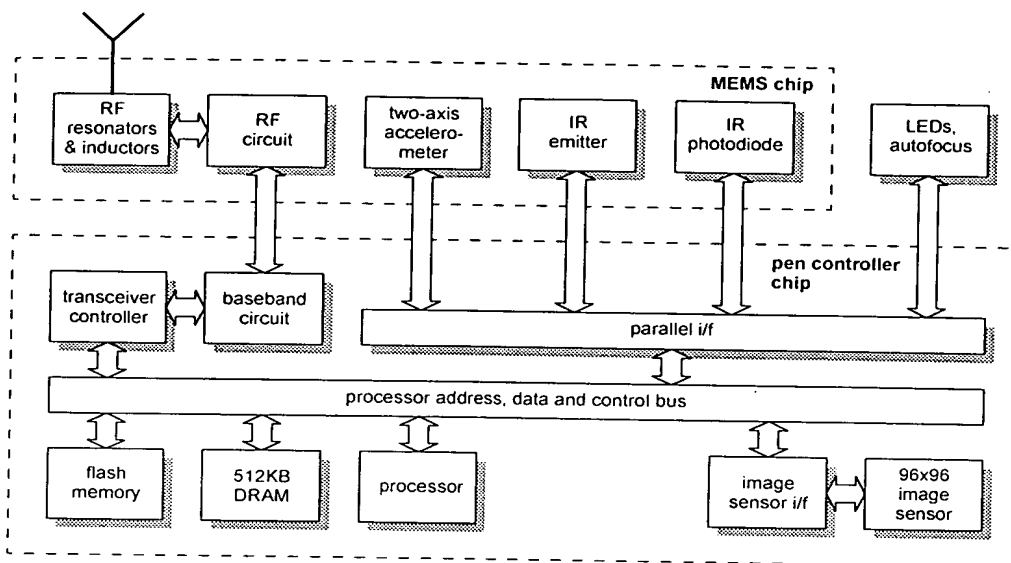 MEMS chip
RF
resonators
& inductors
RF
circuit
two-axis
accelero-
meter
IR
emitter
IR
photodiode
LEDs,
autofocus
pen controller
chip
transceiver
controller
baseband
circuit
parallel i/f
processor address, data and control bus
flash
memory
512KB
DRAM
processor
image
sensor i/f
96x96
image
sensor